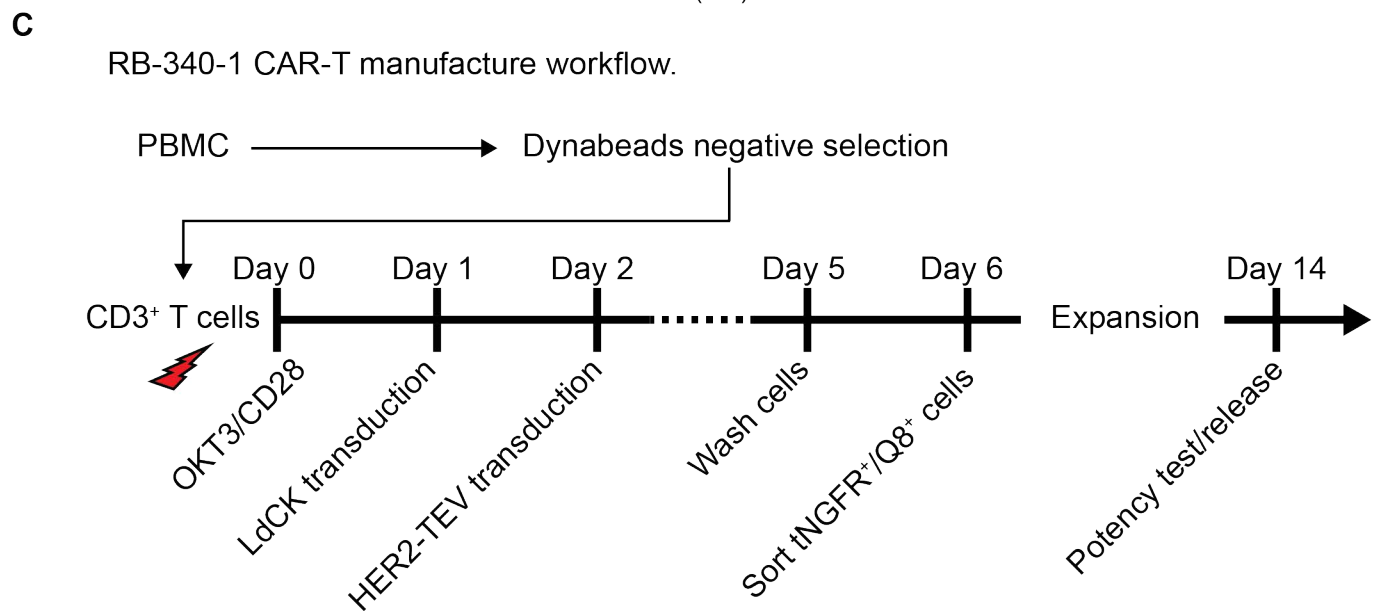 C
RB-340-1 CAR-T manufacture workflow.
PBMC
Dynabeads negative selection
Day 0
Day 1
Day 2
Day 5
Day 6
Day 14
CD3⁺ T cells
Expansion
OKT3/CD28
LdCK transduction
HER2-TEV transduction
Wash cells
Sort tNGFR⁺/Q8⁺ cells
Potency test/release